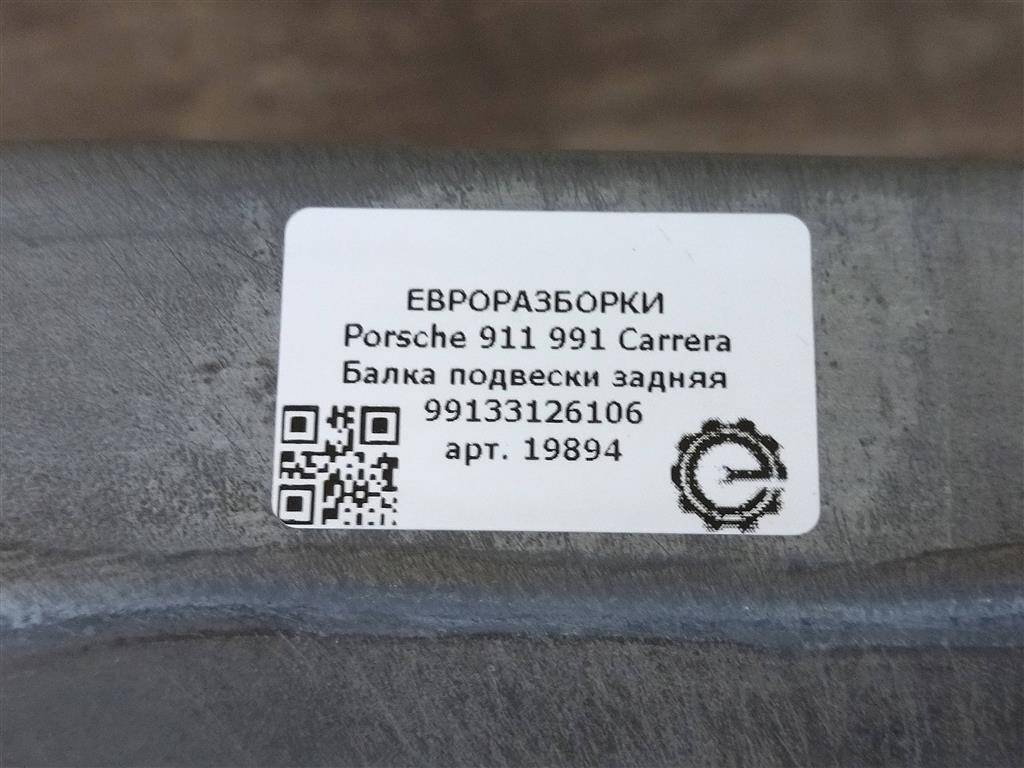 ЕВРОРАЗБОРКИ
Porsche 911 991 Carrera
Балка подвески задняя
99133126106
арт. 19894